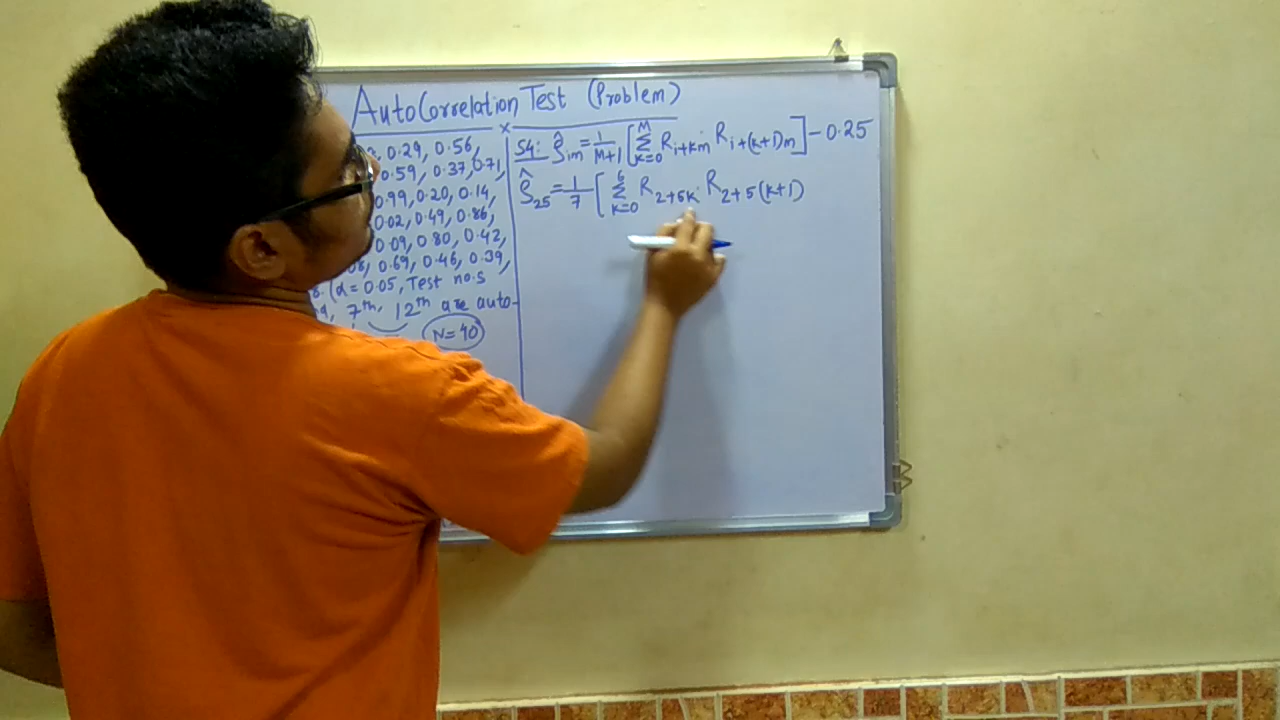 AutoCorrelation Test (Problem)
0.29, 0.56,
0.59, 0.37, 0.71,
0.99, 0.20, 0.14,
0.02, 0.49, 0.86,
0.09, 0.80, 0.42,
0.69, 0.46, 0.39,
(α = 0.05, Test no.s
7th, 12th are auto-
N=40
S4: ρ̂im = 1/M+1 [M∑K=0 Ri+km · Ri+(k+1)m] - 0.25
ρ̂25 = 1/7 [6∑K=0 R2+5k · R2+5(k+1)